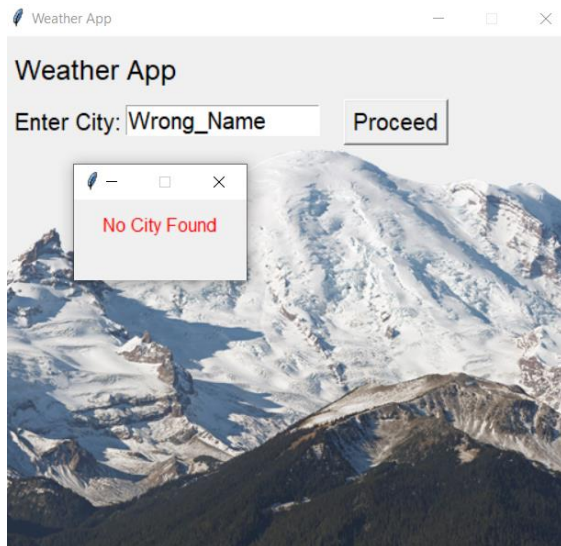 Weather App
Weather App
Enter City: Wrong_Name Proceed
No City Found